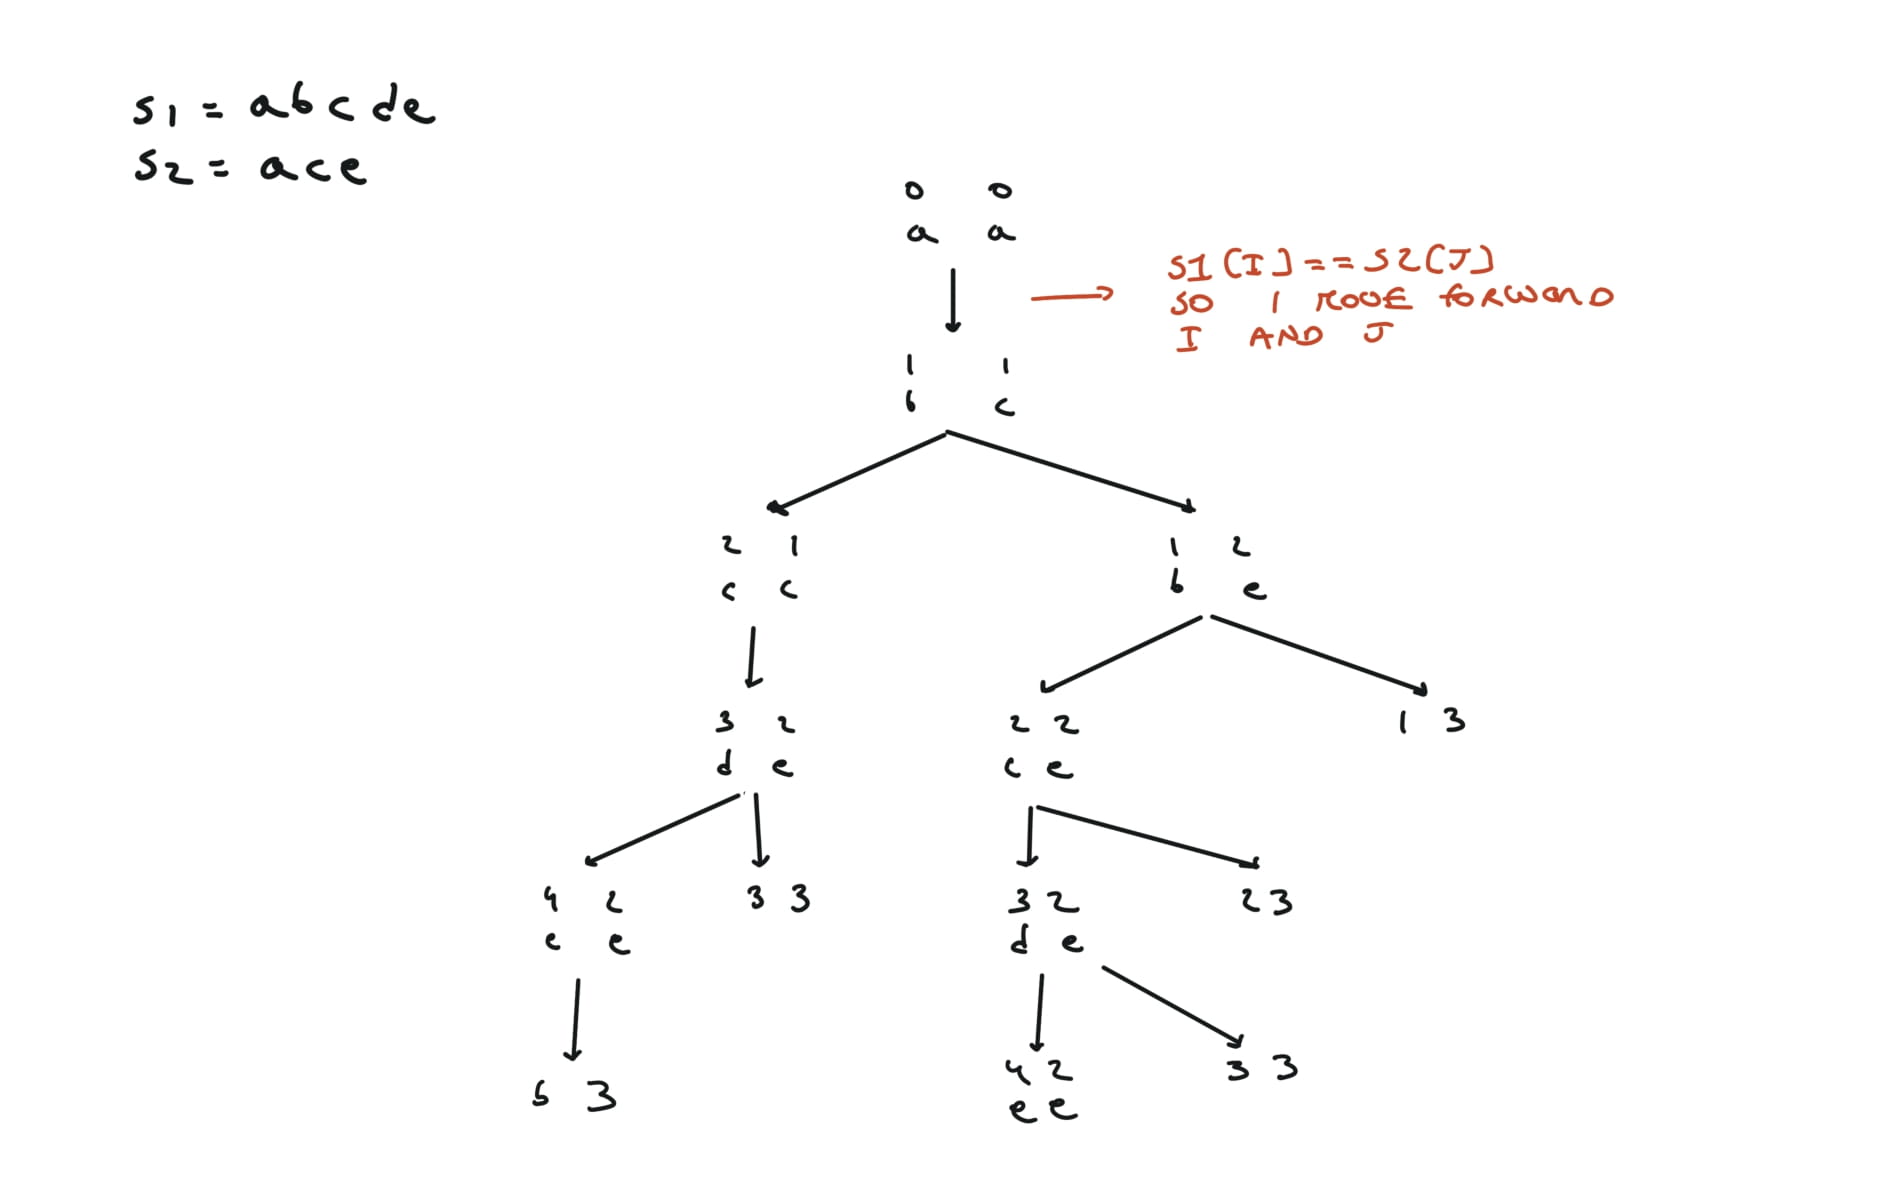 s1 = abcde
s2 = ace
0 0
a a
S1[I]==S2[J]
SO I MOVE FORWARD
I AND J
1 1
b c
2 1
c c
1 2
b e
3 2
d e
2 2
c e
1 3
4 2
e e
3 3
3 2
d e
2 3
5 3
4 2
e e
3 3